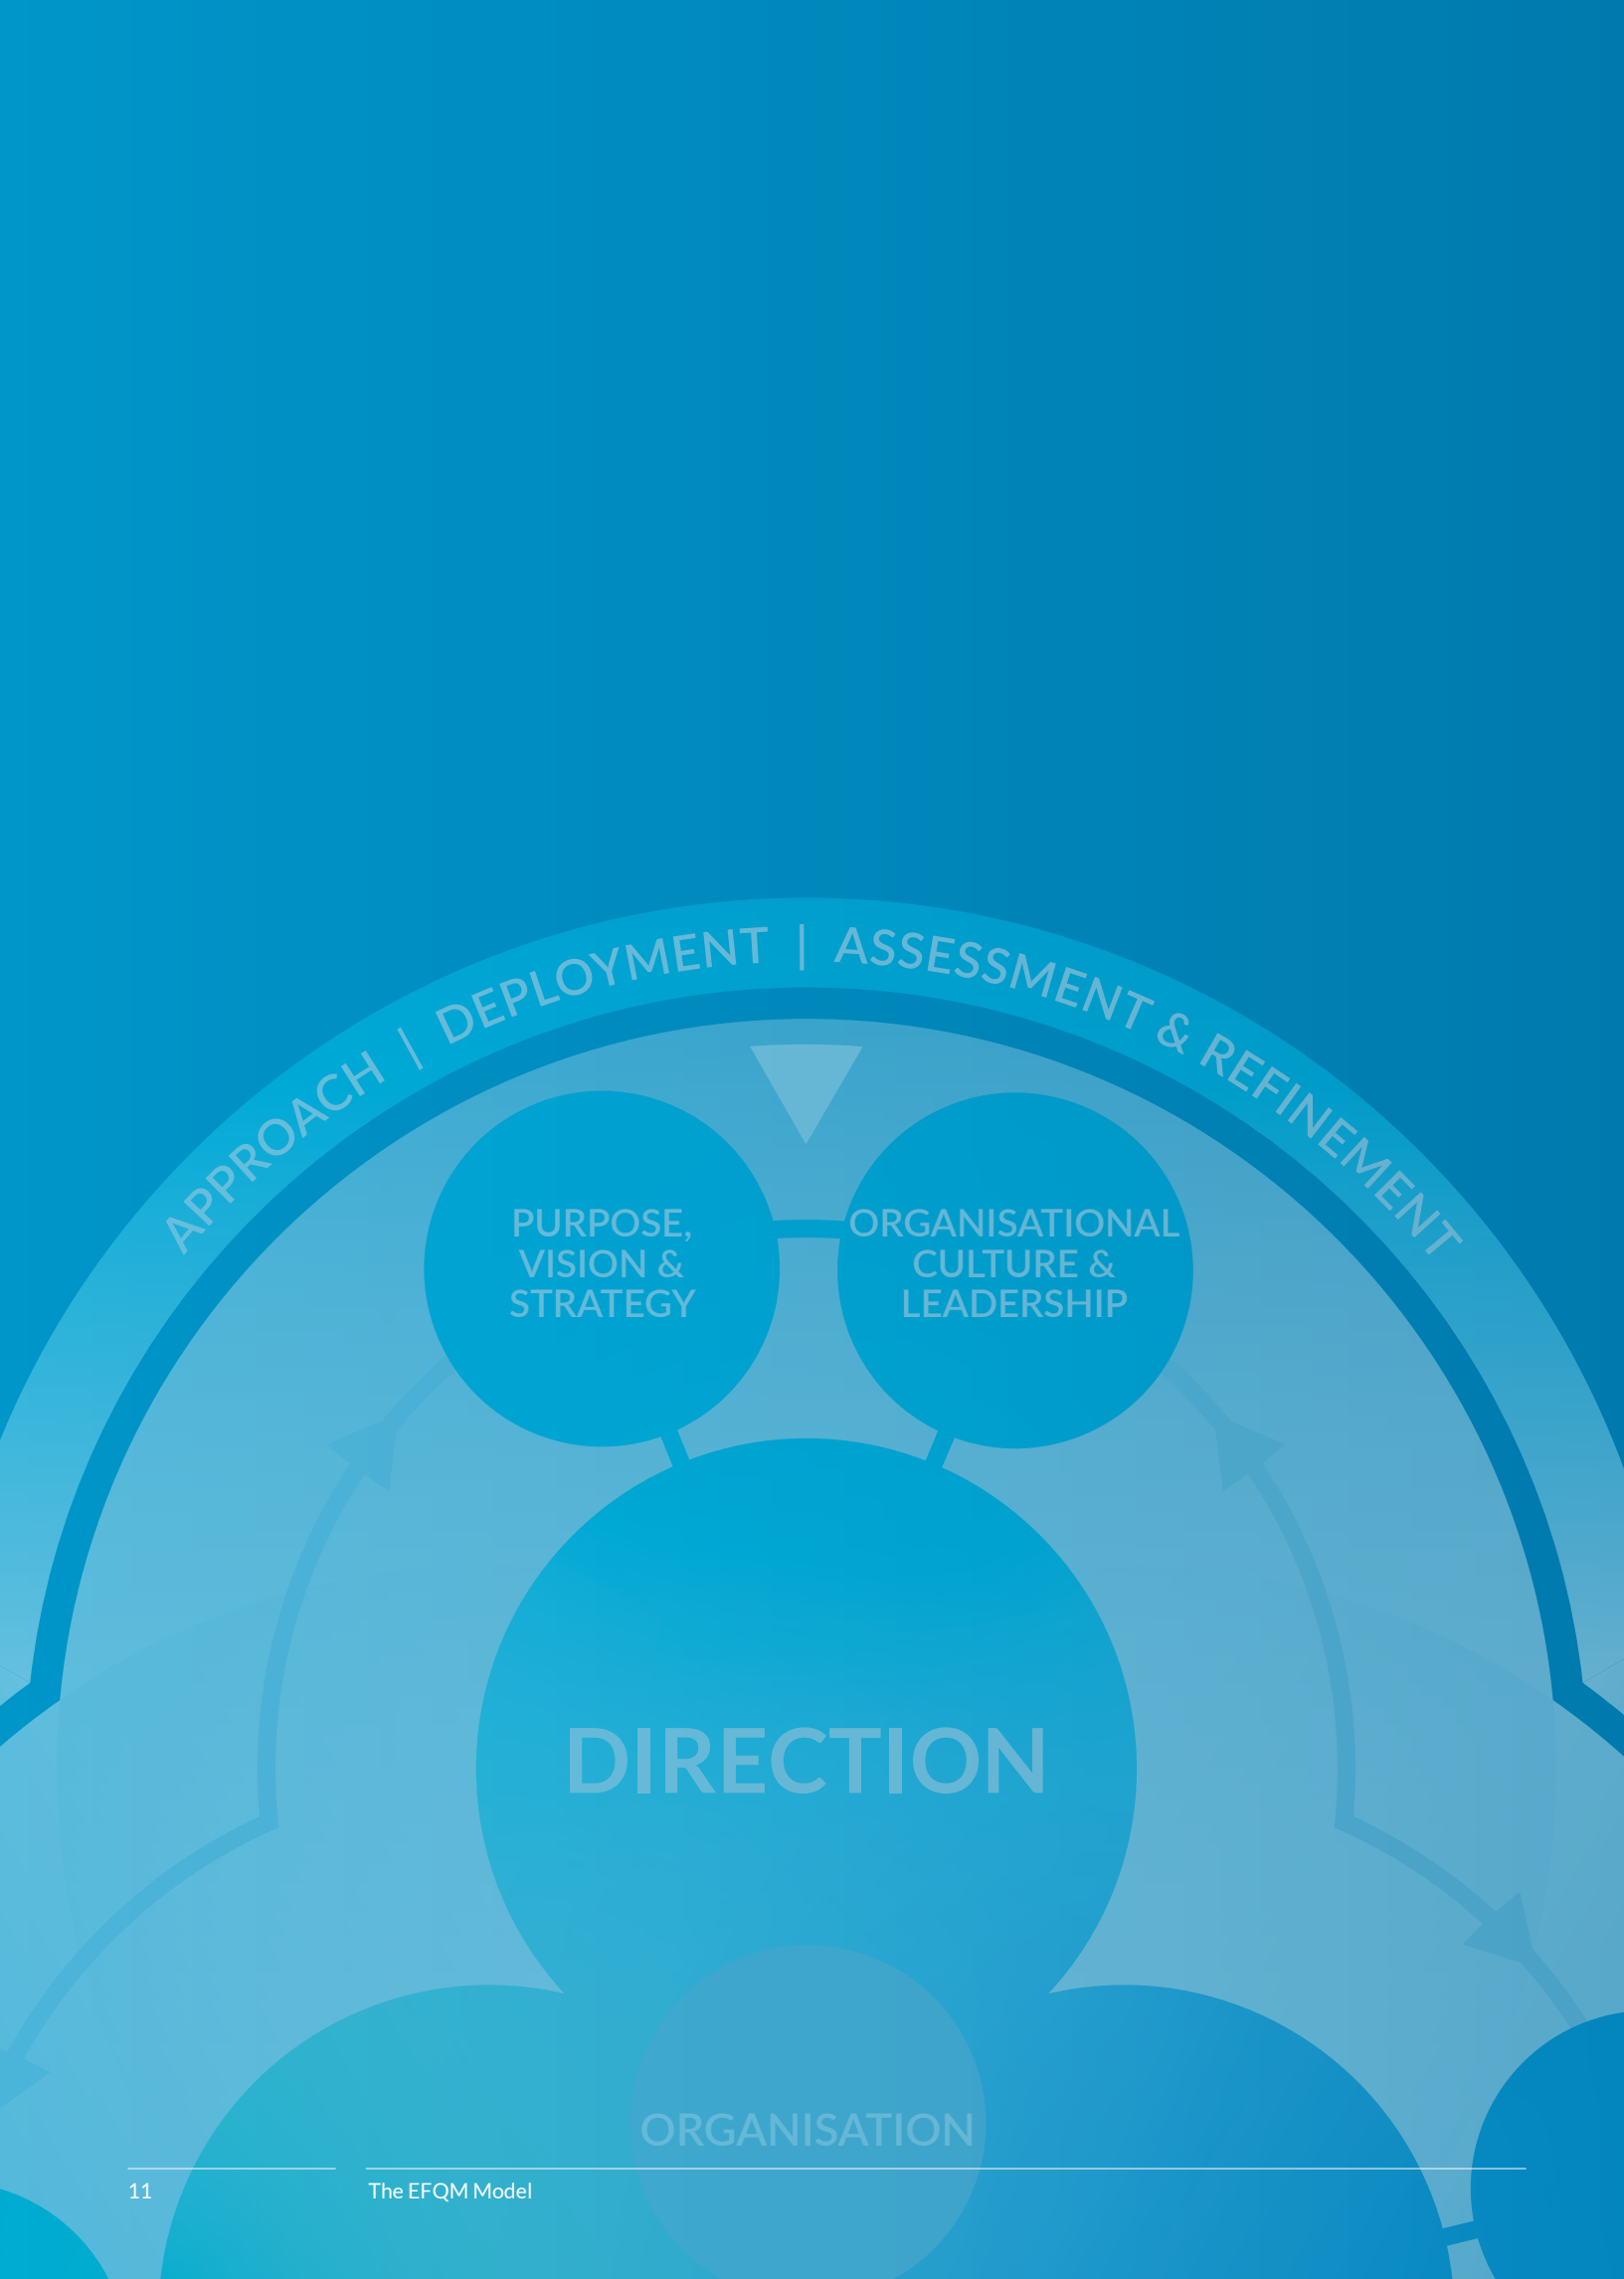 APPROACH | DEPLOYMENT | ASSESSMENT & REFINEMENT
PURPOSE,
VISION &
STRATEGY
ORGANISATIONAL
CULTURE &
LEADERSHIP
DIRECTION
ORGANISATION
11
The EFQM Model